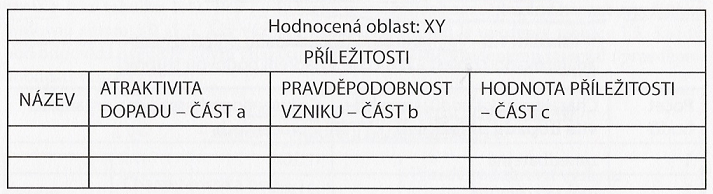 Hodnocená oblast: XY
PŘÍLEŽITOSTI
NÁZEV
ATRAKTIVITA
DOPADU – ČÁST a
PRAVDĚPODOBNOST
VZNIKU – ČÁST b
HODNOTA PŘÍLEŽITOSTI
– ČÁST c